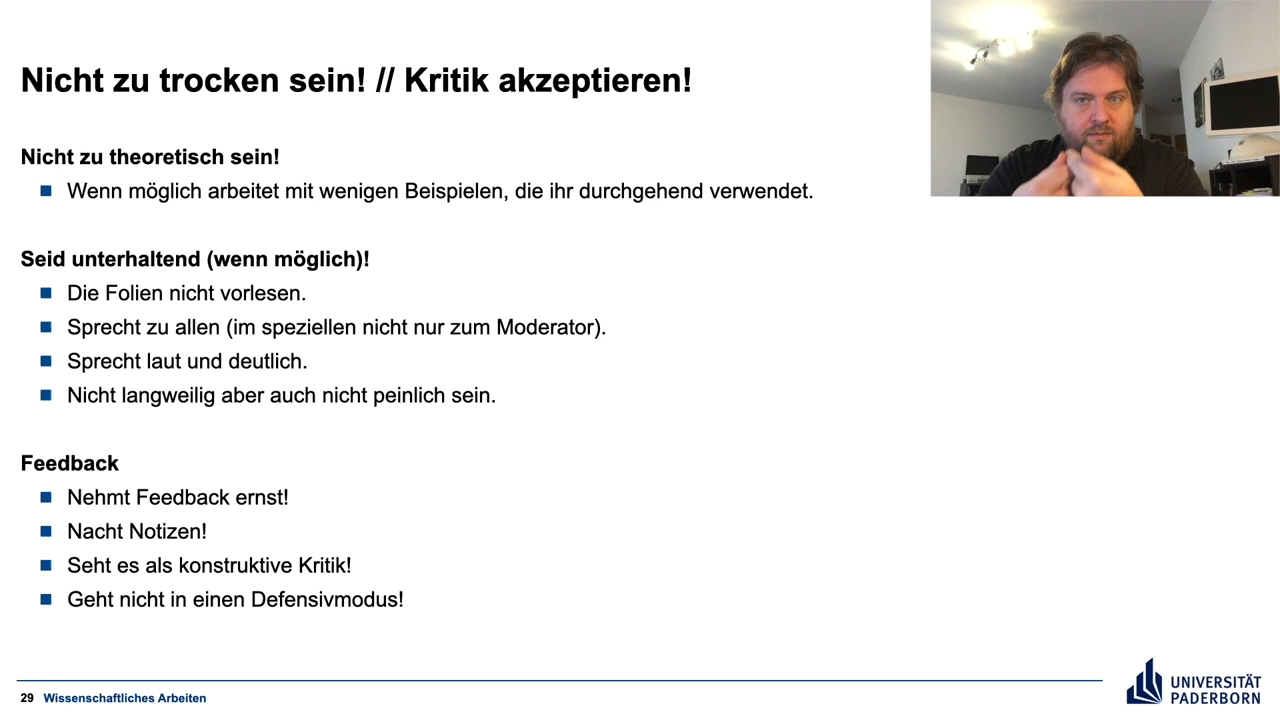 Nicht zu trocken sein! // Kritik akzeptieren!
Nicht zu theoretisch sein!
Wenn möglich arbeitet mit wenigen Beispielen, die ihr durchgehend verwendet.
Seid unterhaltend (wenn möglich)!
Die Folien nicht vorlesen.
Sprecht zu allen (im speziellen nicht nur zum Moderator).
Sprecht laut und deutlich.
Nicht langweilig aber auch nicht peinlich sein.
Feedback
Nehmt Feedback ernst!
Nacht Notizen!
Seht es als konstruktive Kritik!
Geht nicht in einen Defensivmodus!
29 Wissenschaftliches Arbeiten
UNIVERSITÄT
PADERBORN